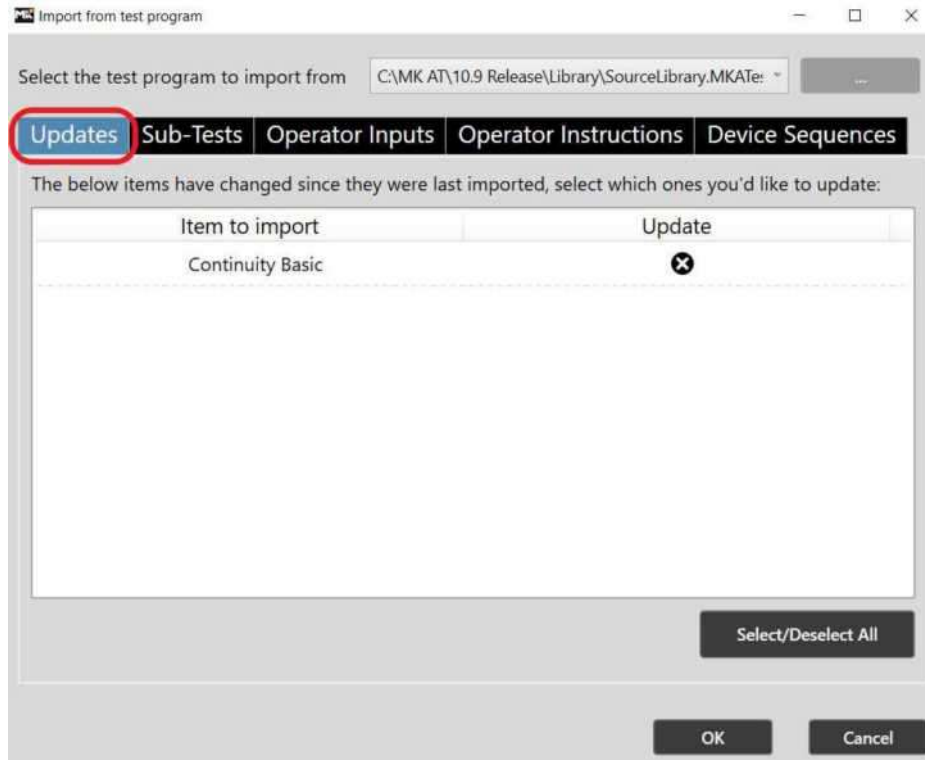 MK Import from test program
Select the test program to import from C:\MK AT\10.9 Release\Library\SourceLibrary.MKATe: ...
Updates Sub-Tests Operator Inputs Operator Instructions Device Sequences
The below items have changed since they were last imported, select which ones you'd like to update:
Item to import Update
Continuity Basic
Select/Deselect All
OK Cancel